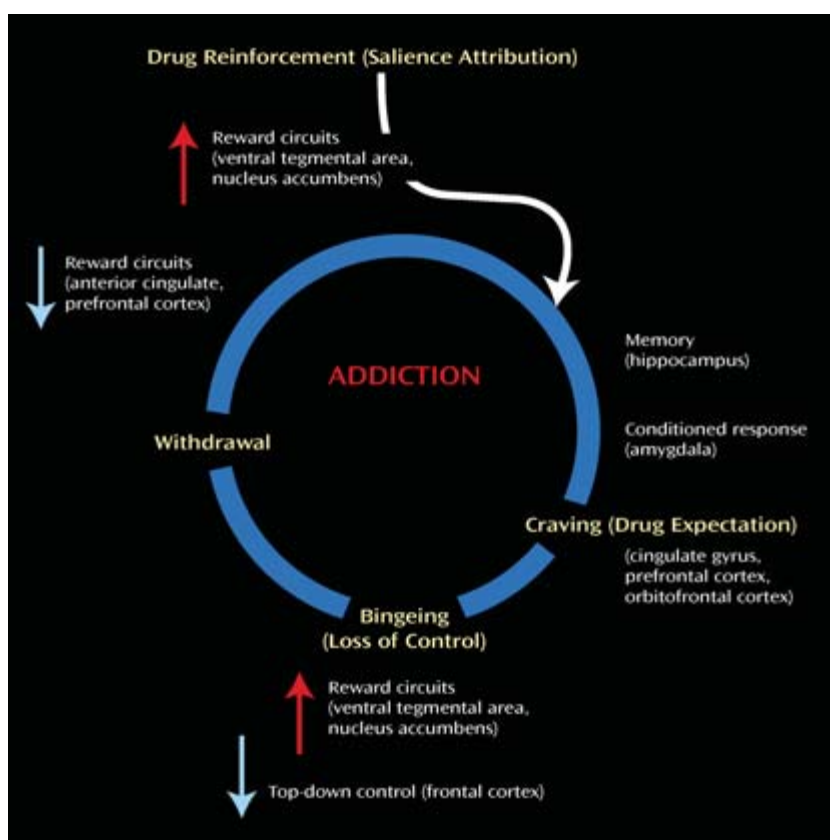 Drug Reinforcement (Salience Attribution)
Reward circuits
(ventral tegmental area,
nucleus accumbens)
Reward circuits
(anterior cingulate,
prefrontal cortex)
Memory
(hippocampus)
ADDICTION
Conditioned response
(amygdala)
Withdrawal
Craving (Drug Expectation)
(cingulate gyrus,
prefrontal cortex,
orbitofrontal cortex)
Bingeing
(Loss of Control)
Reward circuits
(ventral tegmental area,
nucleus accumbens)
Top-down control (frontal cortex)